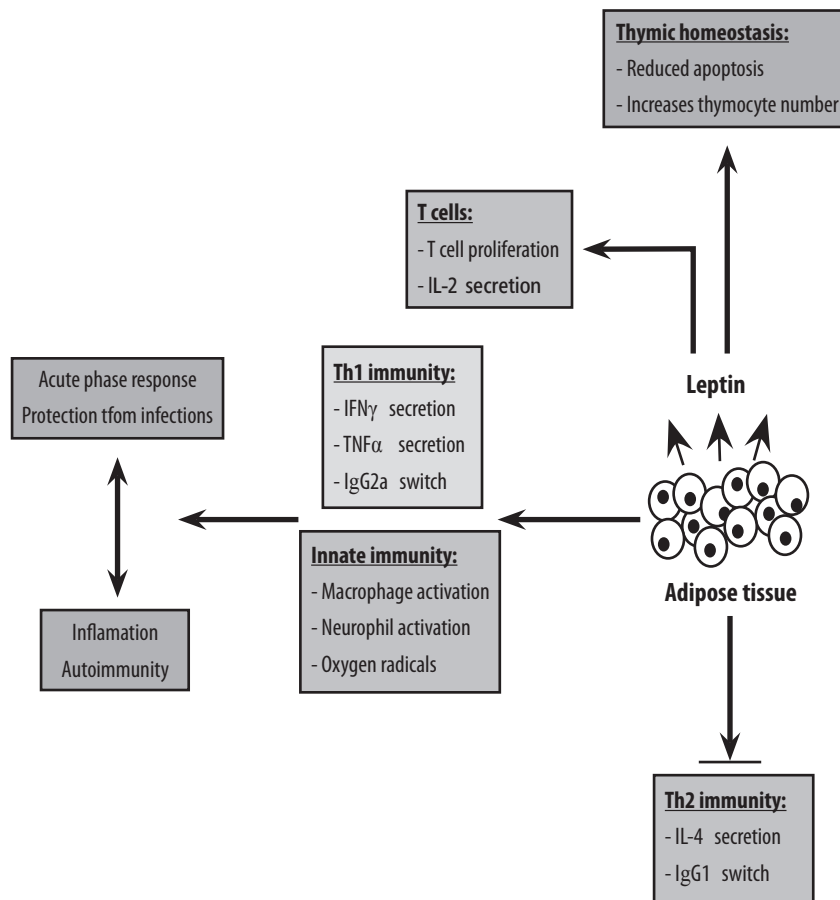 Thymic homeostasis:
- Reduced apoptosis
- Increases thymocyte number
T cells:
- T cell proliferation
- IL-2 secretion
Leptin
Th1 immunity:
- IFNγ secretion
- TNFα secretion
- IgG2a switch
Acute phase response
Protection tfom infections
Innate immunity:
- Macrophage activation
- Neurophil activation
- Oxygen radicals
Adipose tissue
Inflamation
Autoimmunity
Th2 immunity:
- IL-4 secretion
- IgG1 switch